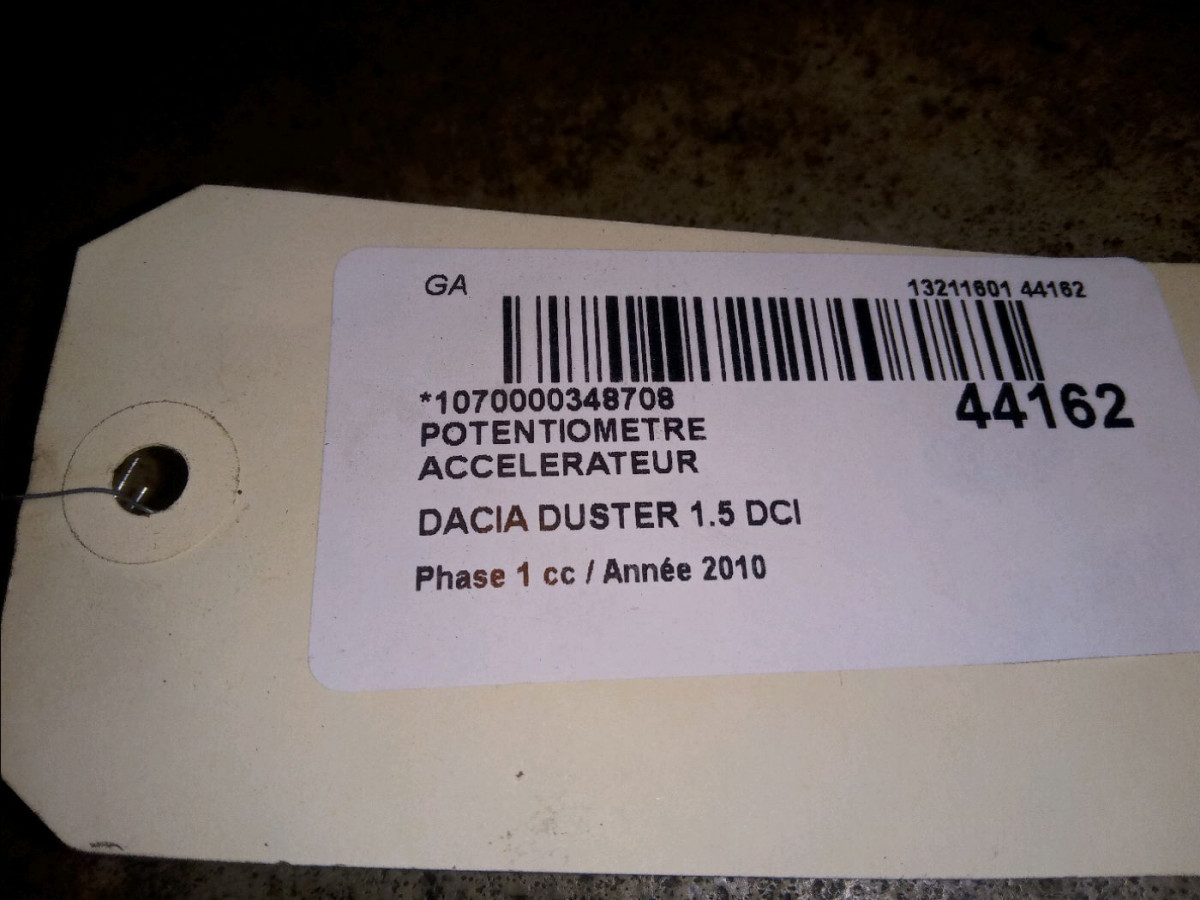 GA
13211601 44162
*1070000348708
44162
POTENTIOMETRE
ACCELERATEUR
DACIA DUSTER 1.5 DCI
Phase 1 cc / Année 2010